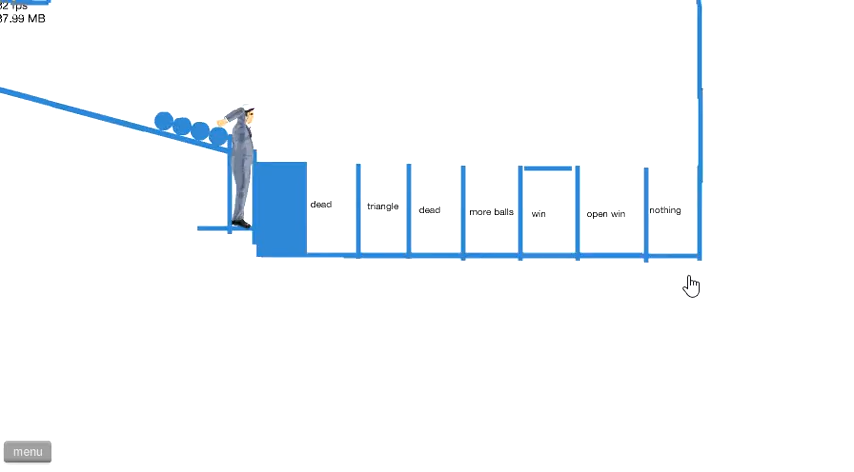 37.99 MB
dead
triangle
dead
more balls
win
open win
nothing
menu